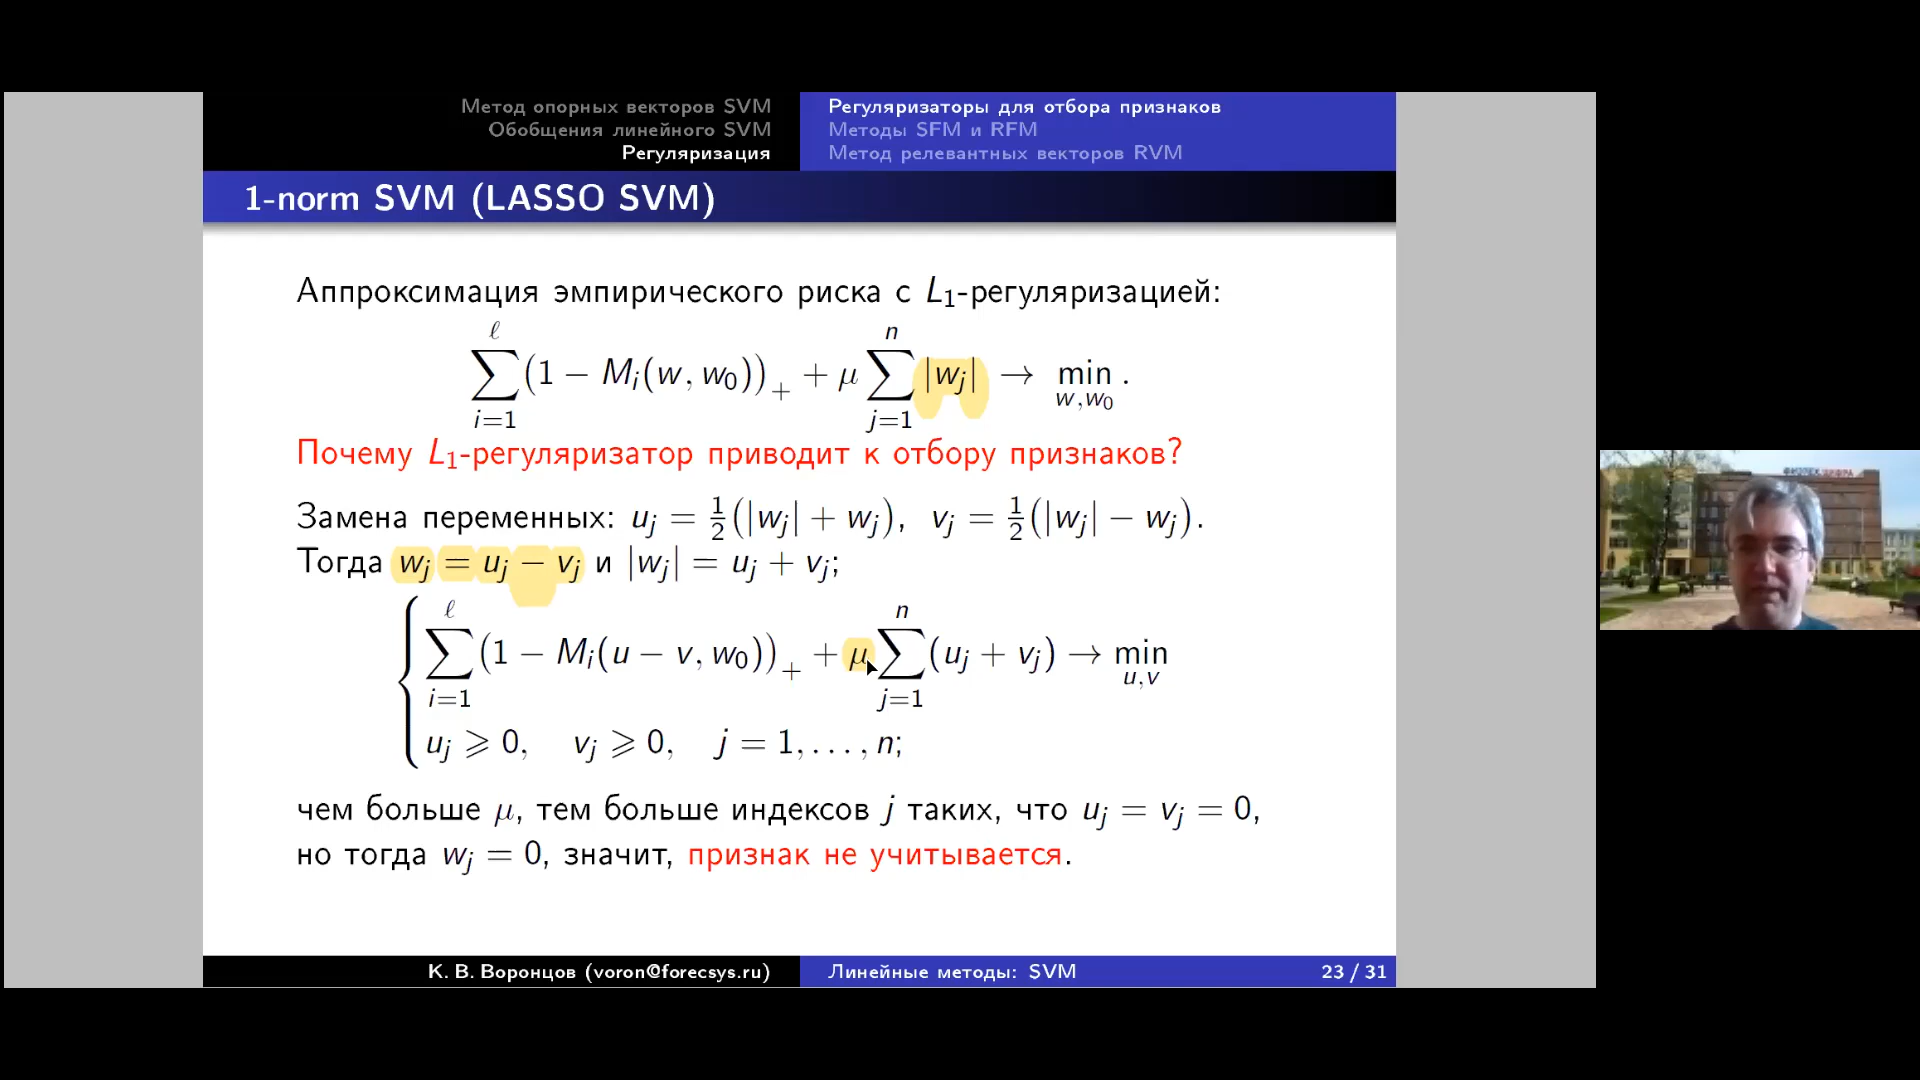 Метод опорных векторов SVM
Обобщения линейного SVM
Регуляризация
Регуляризаторы для отбора признаков
Методы SFM и RFM
Метод релевантных векторов RVM
1-norm SVM (LASSO SVM)
Аппроксимация эмпирического риска с L₁-регуляризацией:
∑_{i=1}^{ℓ} (1 − M_i(w, w₀))₊ + μ ∑_{j=1}^{n} |w_j| → min_{w,w₀}.
Почему L₁-регуляризатор приводит к отбору признаков?
Замена переменных: u_j = ½(|w_j| + w_j), v_j = ½(|w_j| − w_j).
Тогда w_j = u_j − v_j и |w_j| = u_j + v_j;
∑_{i=1}^{ℓ} (1 − M_i(u − v, w₀))₊ + μ ∑_{j=1}^{n} (u_j + v_j) → min_{u,v}
u_j ⩾ 0, v_j ⩾ 0, j = 1, . . . , n;
чем больше μ, тем больше индексов j таких, что u_j = v_j = 0,
но тогда w_j = 0, значит, признак не учитывается.
К. В. Воронцов (voron@forecsys.ru)
Линейные методы: SVM
23 / 31
ФИЗТЕХ ЦИФРА